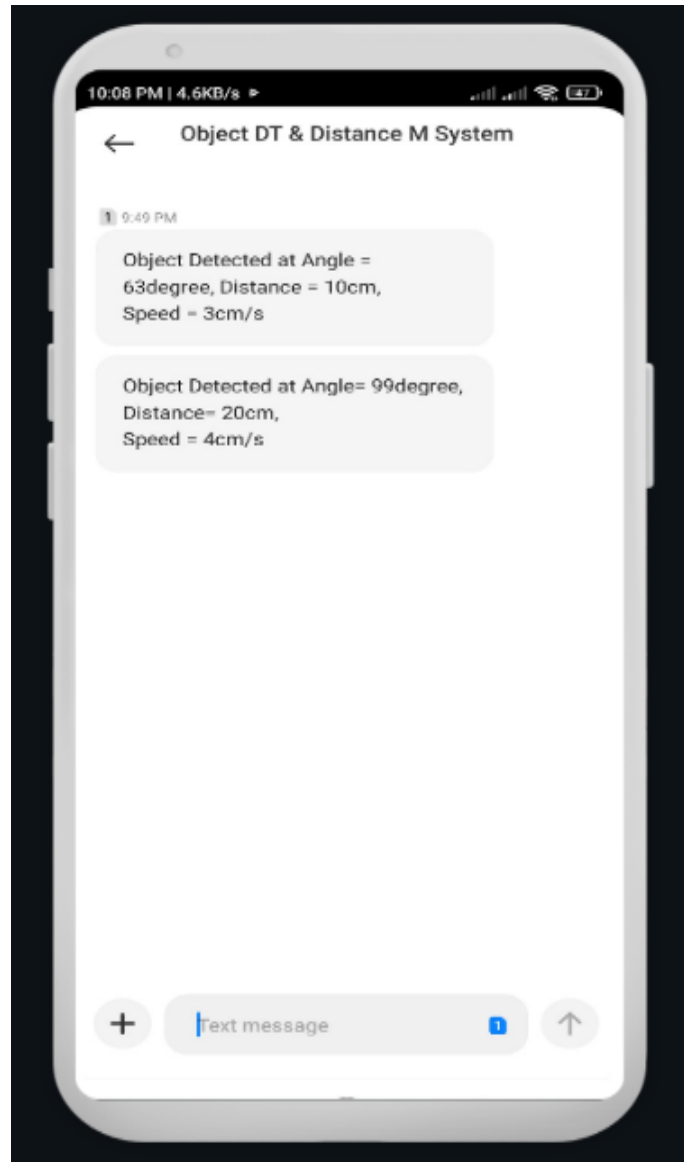 10:08 PM | 4.6KB/s
47
Object DT & Distance M System
1 9:49 PM
Object Detected at Angle =
63degree, Distance = 10cm,
Speed = 3cm/s
Object Detected at Angle= 99degree,
Distance= 20cm,
Speed = 4cm/s
Text message
1